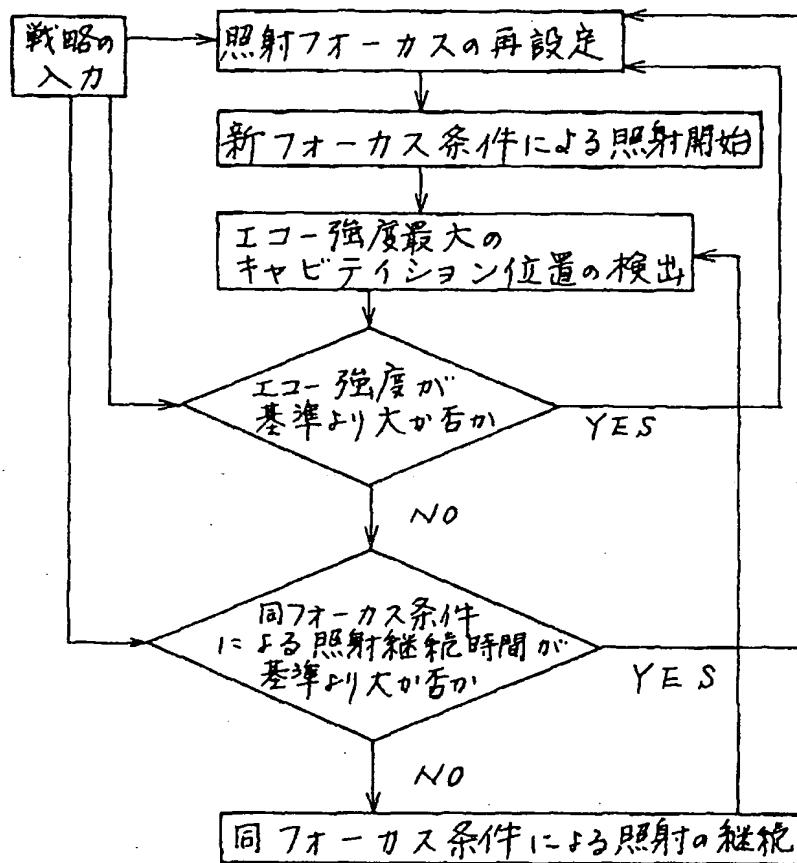 戦略の
入力
照射フォーカスの再設定
新フォーカス条件による照射開始
エコー強度最大の
キャビティション位置の検出
エコー強度が
基準より大か否か
YES
NO
同フォーカス条件
による照射継続時間が
基準より大か否か
YES
NO
同フォーカス条件による照射の継続